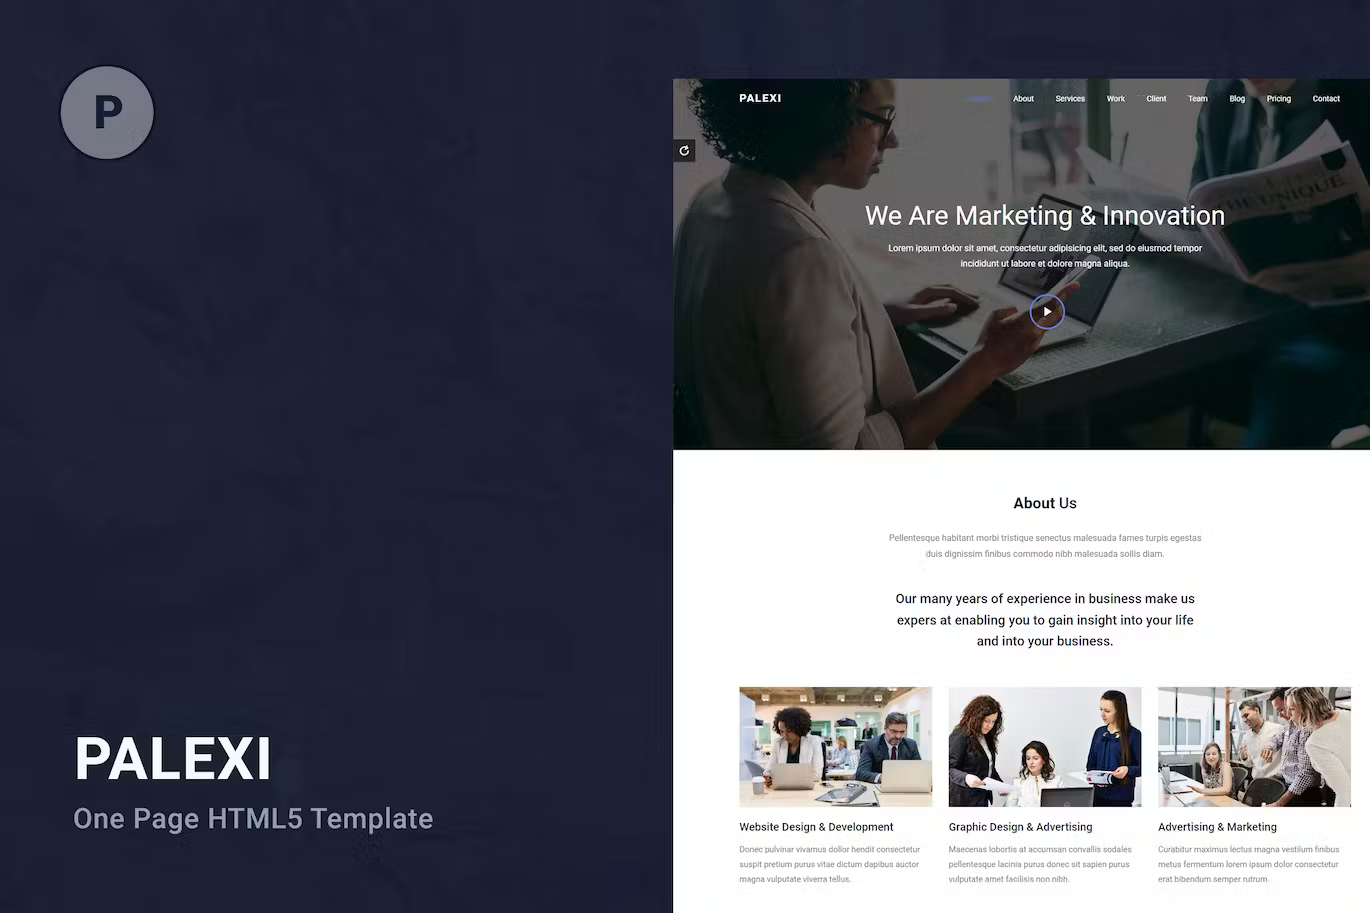 P
PALEXI
One Page HTML5 Template
PALEXI
About
Services
Work
Client
Team
Blog
Pricing
Contact
THE UNIQUE
We Are Marketing & Innovation
Lorem ipsum dolor sit amet, consectetur adipisicing elit, sed do eiusmod tempor
incididunt ut labore et dolore magna aliqua.
About Us
Pellentesque habitant morbi tristique senectus malesuada fames turpis egestas
duis dignissim finibus commodo nibh malesuada sollis diam.
Our many years of experience in business make us
expers at enabling you to gain insight into your life
and into your business.
Website Design & Development
Donec pulvinar vivamus dollor hendit consectetur
suspit pretium purus vitae dictum dapibus auctor
magna vulputate viverra tellus.
Graphic Design & Advertising
Maecenas lobortis at accumsan convallis sodales
pellentesque lacinia purus donec sit sapien purus
vulputate amet facilisis non nibh.
Advertising & Marketing
Curabitur maximus lectus magna vestilum finibus
metus fermentum lorem ipsum dolor consectetur
erat bibendum semper rutrum.